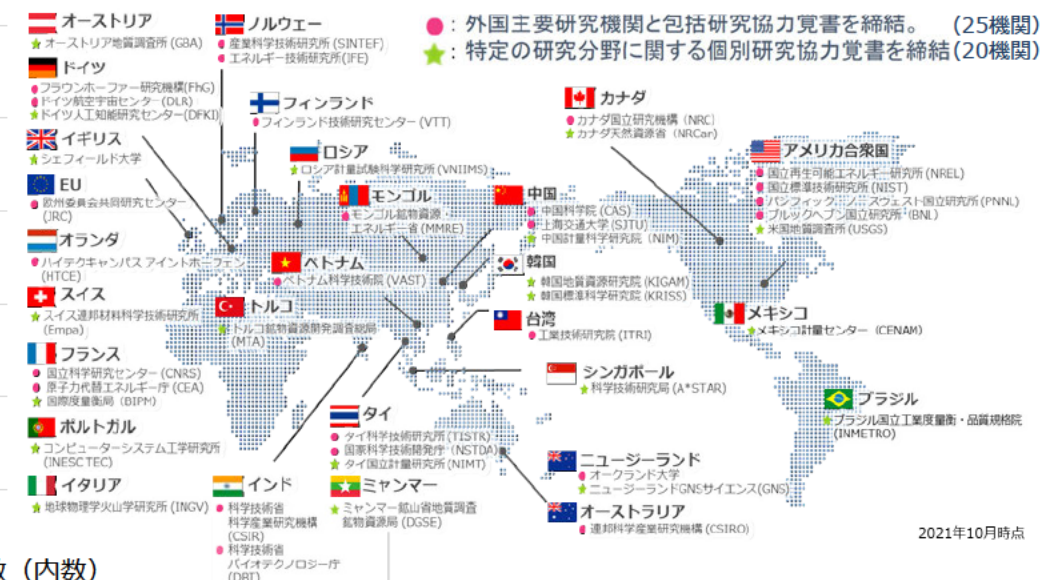 ●：外国主要研究機関と包括研究協力覚書を締結。 (25機関)
★：特定の研究分野に関する個別研究協力覚書を締結(20機関)
オーストリア
★オーストリア地質調査所 (GBA)
ドイツ
●フラウンホーファー研究機構(FhG)
●ドイツ航空宇宙センター (DLR)
★ドイツ人工知能研究センター(DFKI)
イギリス
★シェフィールド大学
EU
●欧州委員会共同研究センター
(JRC)
オランダ
●ハイテクキャンパス アイントホーフェン
(HTCE)
スイス
★スイス連邦材料科学技術研究所
(Empa)
フランス
●国立科学研究センター (CNRS)
●原子力代替エネルギー庁 (CEA)
★国際度量衡局 (BIPM)
ポルトガル
★コンピューターシステム工学研究所
(INESC TEC)
イタリア
★地球物理学火山学研究所 (INGV)
ノルウェー
●産業科学技術研究所 (SINTEF)
●エネルギー技術研究所(IFE)
フィンランド
●フィンランド技術研究センター (VTT)
ロシア
★ロシア計量試験科学研究所 (VNIIMS)
モンゴル
●モンゴル鉱物資源・
エネルギー省 (MMRE)
ベトナム
●ベトナム科学技術院 (VAST)
トルコ
★トルコ鉱物資源開発調査総局
(MTA)
中国
●中国科学院 (CAS)
●上海交通大学 (SJTU)
★中国計量科学研究院 (NIM)
韓国
★韓国地質資源研究院 (KIGAM)
★韓国標準科学研究院 (KRISS)
台湾
●工業技術研究院 (ITRI)
シンガポール
★科学技術研究局 (A*STAR)
タイ
●タイ科学技術研究所 (TISTR)
●国家科学技術開発庁 (NSTDA)
★タイ国立計量研究所 (NIMT)
インド
●科学技術省
科学産業研究機構
(CSIR)
●科学技術省
バイオテクノロジー庁
(DBT)
ミャンマー
★ミャンマー鉱山省地質調査
鉱物資源局 (DGSE)
カナダ
●カナダ国立研究機構 (NRC)
★カナダ天然資源省 (NRCan)
アメリカ合衆国
●国立再生可能エネルギー研究所 (NREL)
●国立標準技術研究所 (NIST)
●パシフィック・ノースウェスト国立研究所 (PNNL)
●ブルックヘブン国立研究所 (BNL)
★米国地質調査所 (USGS)
メキシコ
★メキシコ計量センター (CENAM)
ブラジル
★ブラジル国立工業度量衡・品質規格院
(INMETRO)
ニュージーランド
●オークランド大学
★ニュージーランドGNSサイエンス(GNS)
オーストラリア
●連邦科学産業研究機構 (CSIRO)
2021年10月時点
(内数)